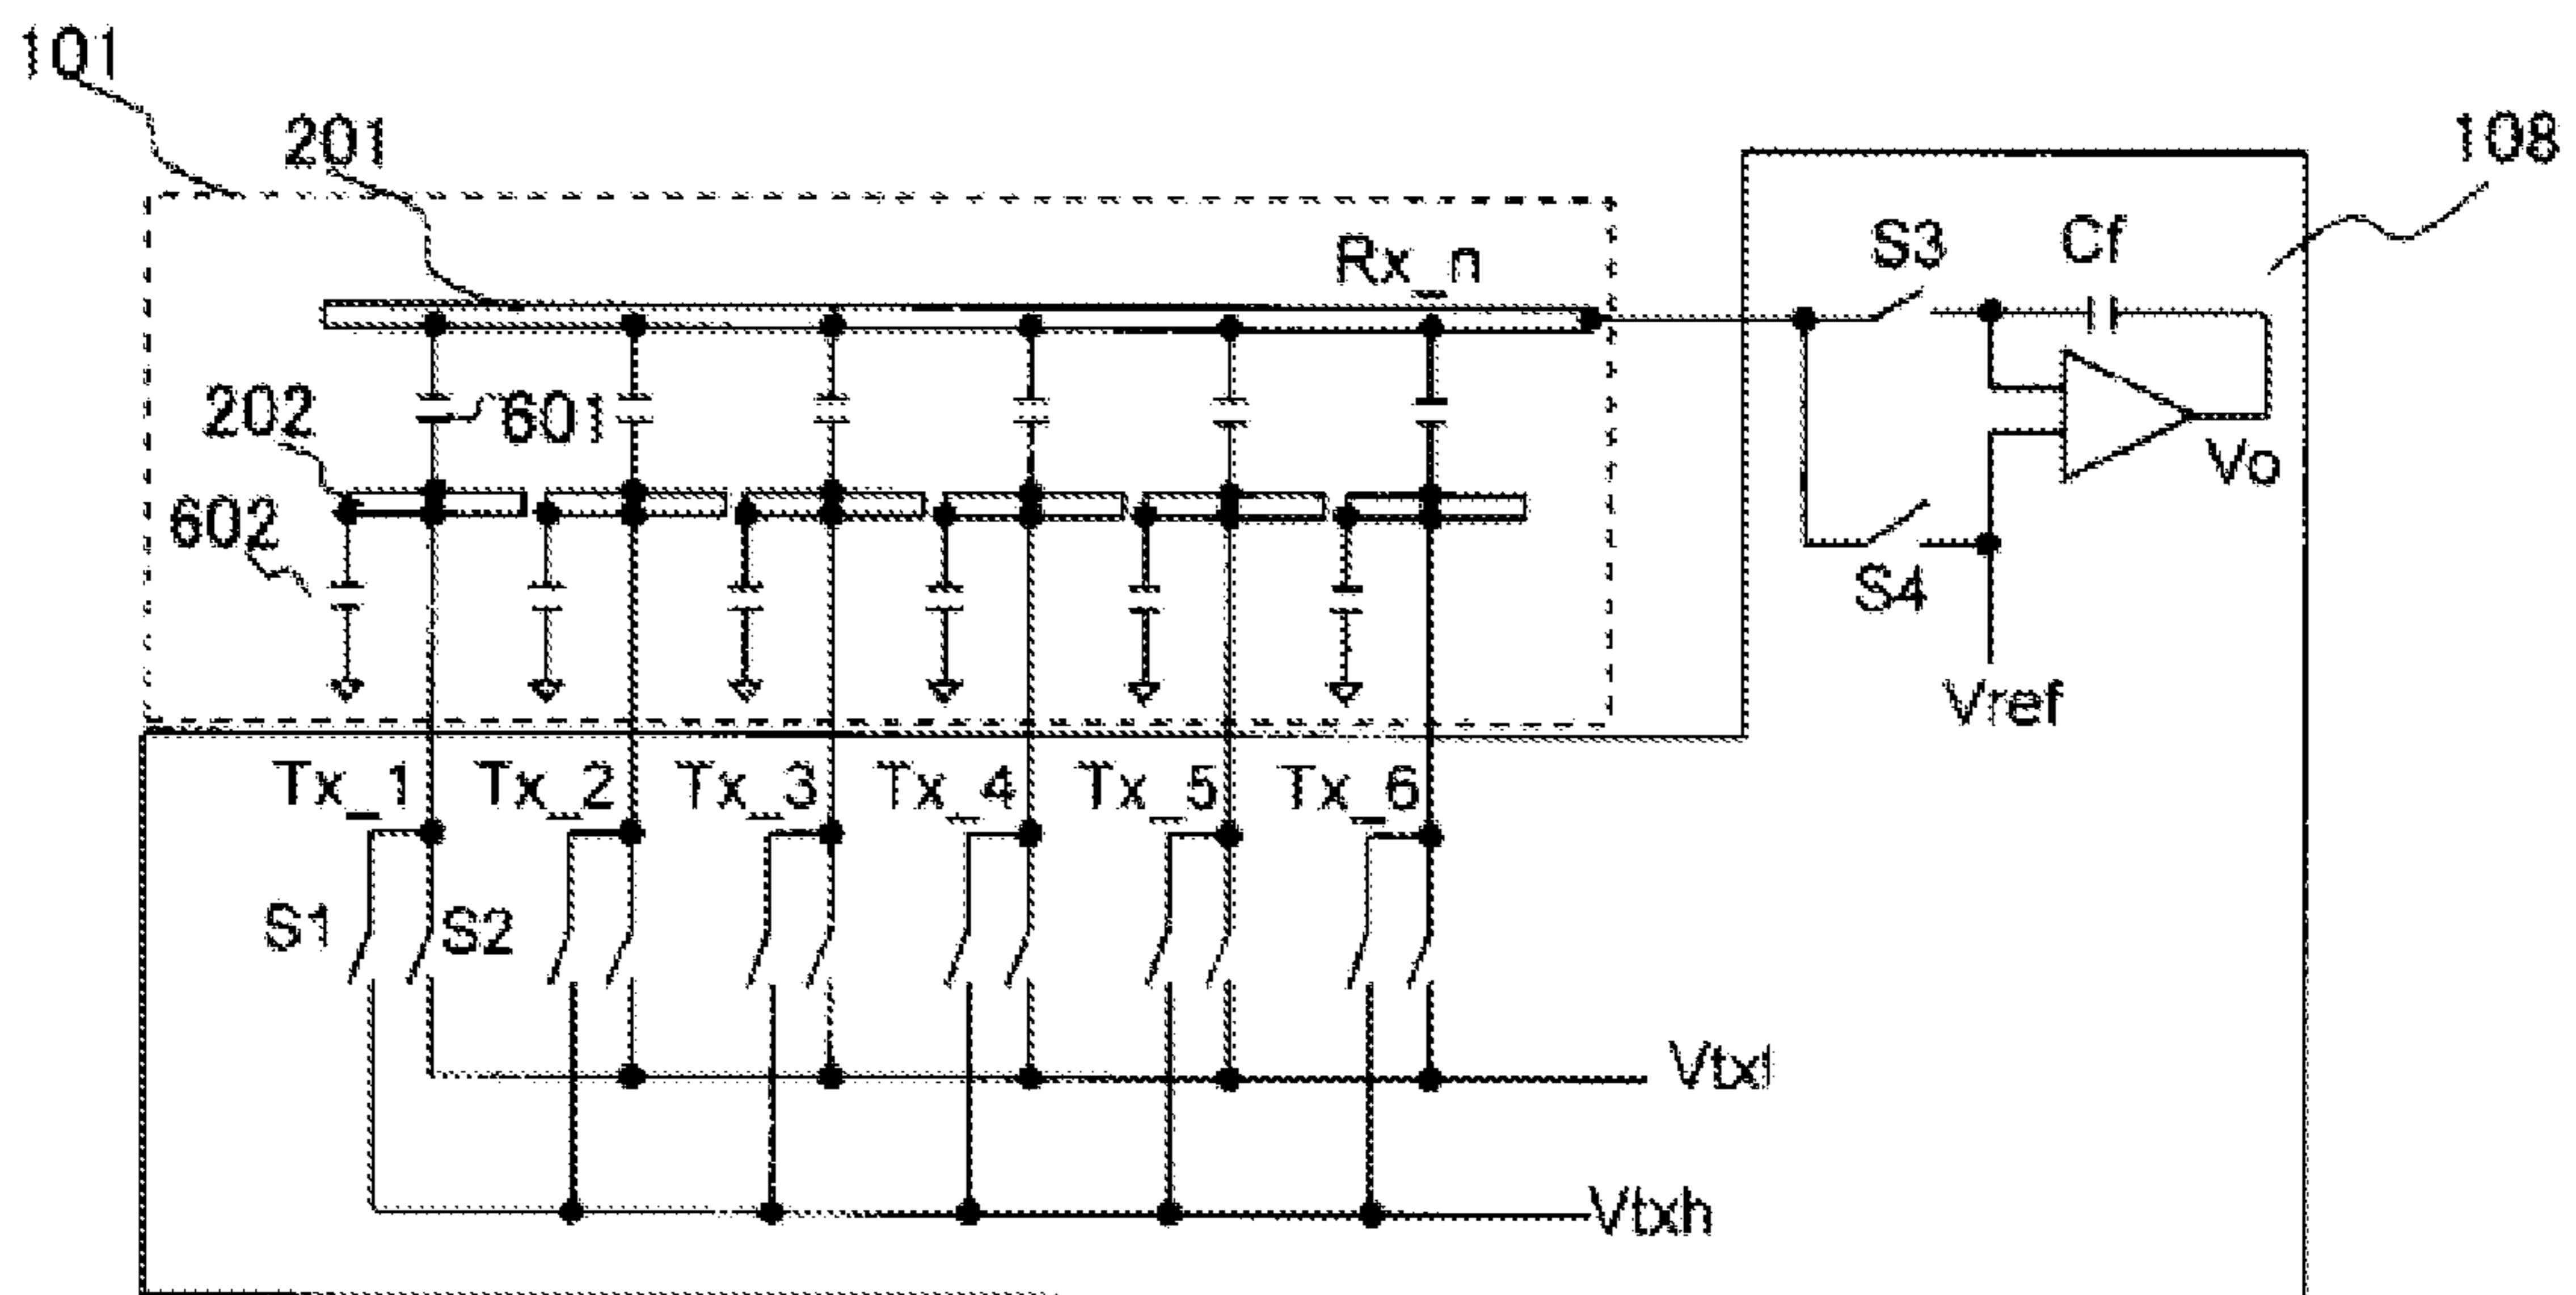 101
201
108
Rx_n
S3
Cf
202
601
Vo
602
S4
Vref
Tx_1
Tx_2
Tx_3
Tx_4
Tx_5
Tx_6
S1
S2
Vtxl
Vtxh